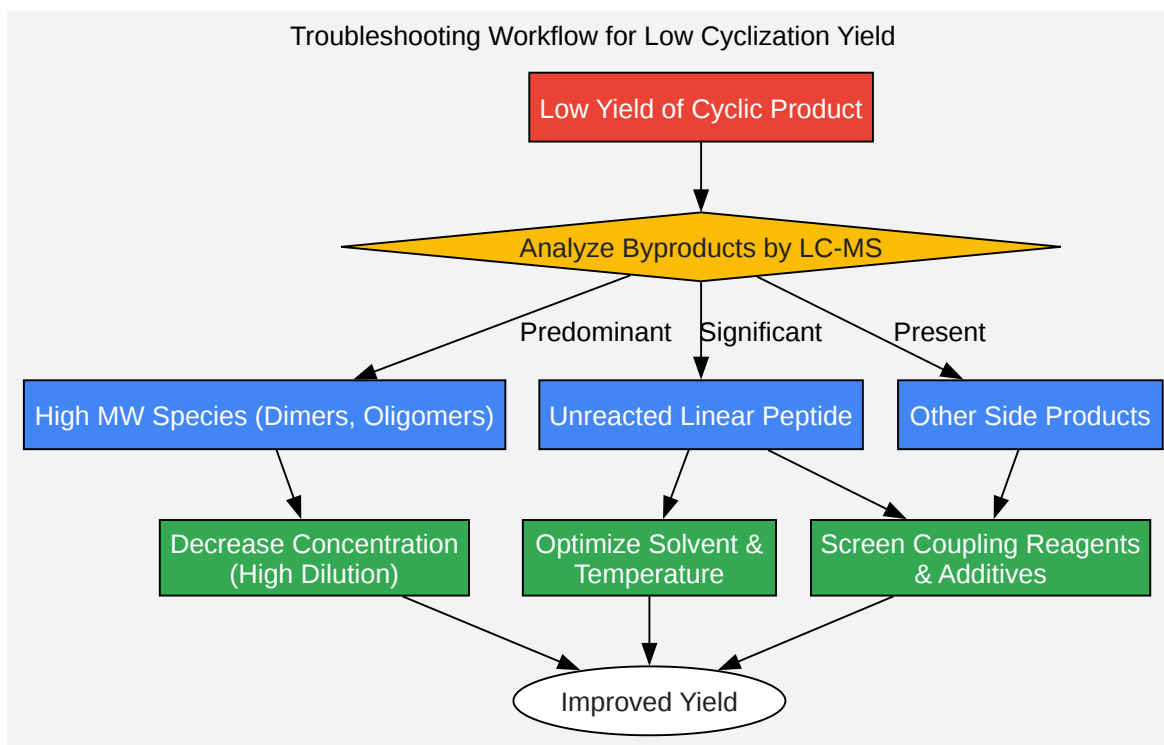 Troubleshooting Workflow for Low Cyclization Yield
Low Yield of Cyclic Product
Analyze Byproducts by LC-MS
Predominant
Significant
Present
High MW Species (Dimers, Oligomers)
Unreacted Linear Peptide
Other Side Products
Decrease Concentration
(High Dilution)
Optimize Solvent &
Temperature
Screen Coupling Reagents
& Additives
Improved Yield